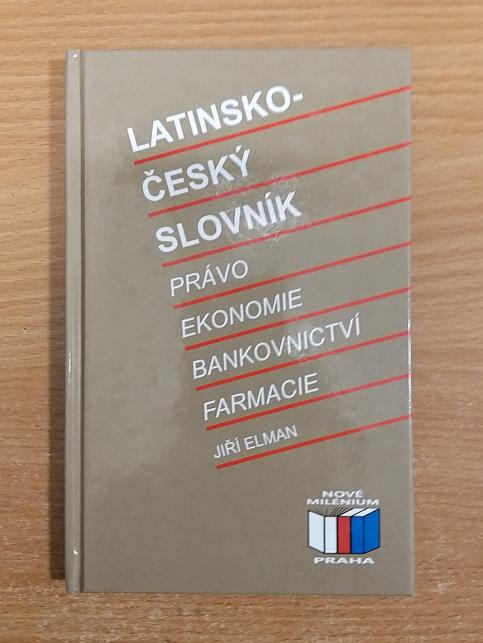 LATINSKO-
ČESKÝ
SLOVNÍK
PRÁVO
EKONOMIE
BANKOVNICTVÍ
FARMACIE
JIŘÍ ELMAN
NOVÉ
MILÉNIUM
PRAHA